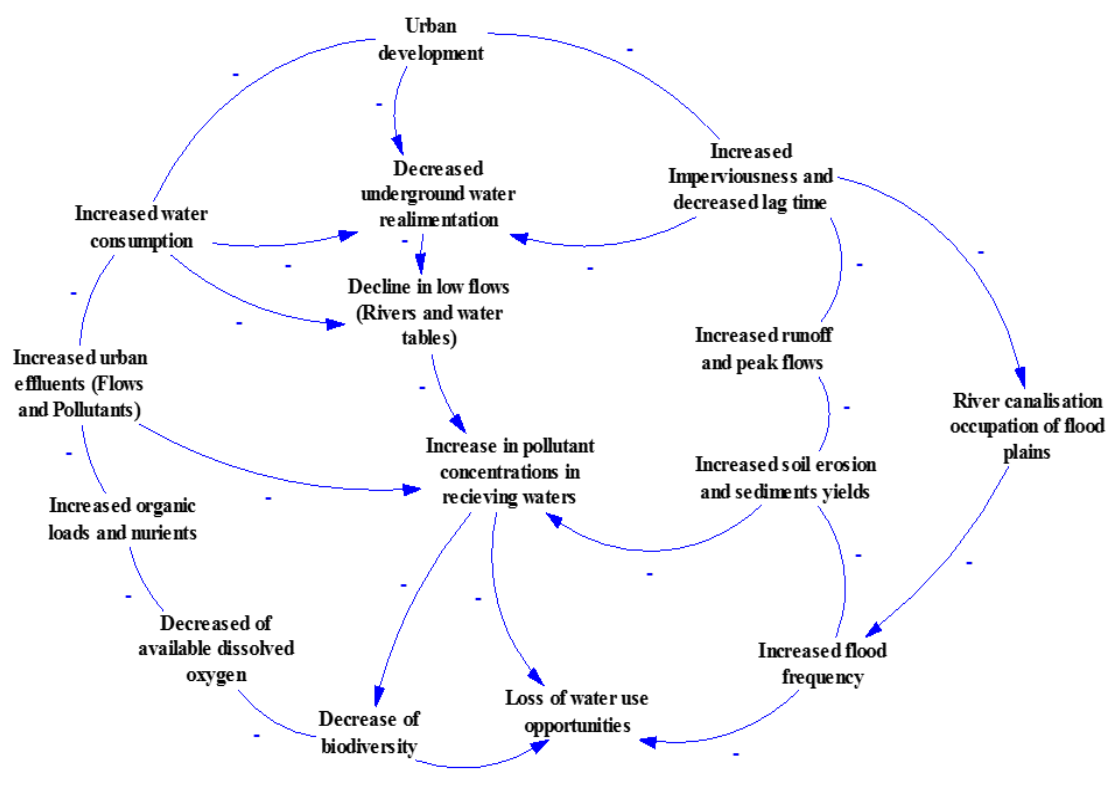 Urban
development
Increased
Imperviousness and
decreased lag time
Decreased
underground water
realimentation
Increased water
consumption
Decline in low flows
(Rivers and water
tables)
Increased runoff
and peak flows
Increased urban
effluents (Flows
and Pollutants)
River canalisation
occupation of flood
plains
Increase in pollutant
concentrations in
recieving waters
Increased soil erosion
and sediments yields
Increased organic
loads and nurients
Decreased of
available dissolved
oxygen
Increased flood
frequency
Loss of water use
opportunities
Decrease of
biodiversity